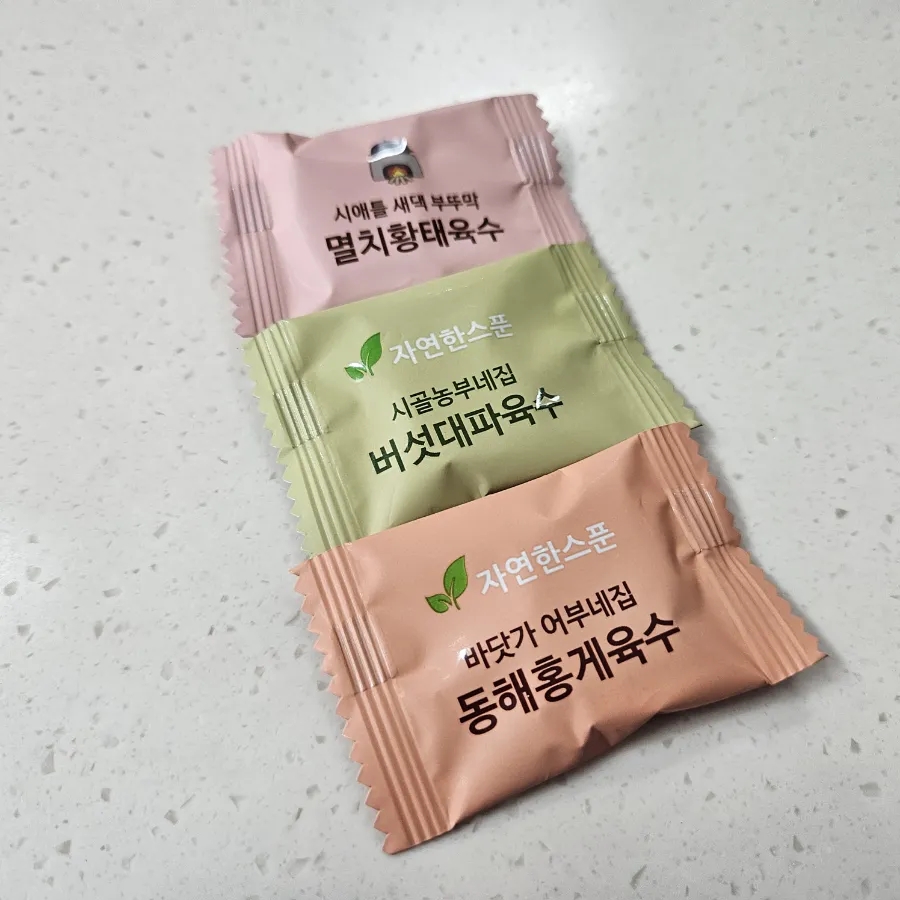 시애틀 새댁 부뚜막
멸치황태육수
자연한스푼
시골농부네집
버섯대파육수
자연한스푼
바닷가 어부네집
동해홍게육수